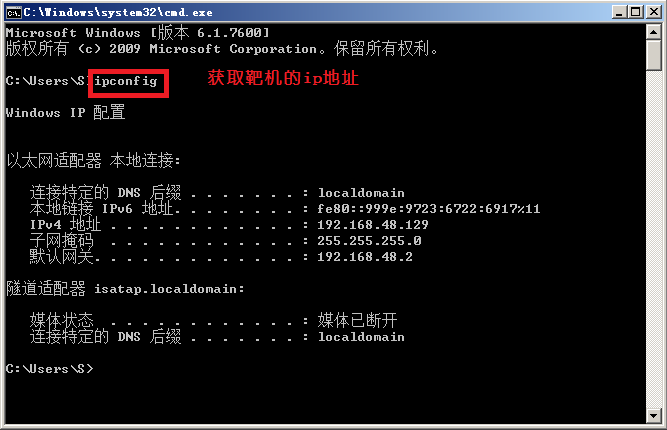 C:\Windows\system32\cmd.exe
Microsoft Windows [版本 6.1.7600]
版权所有 (c) 2009 Microsoft Corporation。保留所有权利。
C:\Users\S>ipconfig 获取靶机的ip地址
Windows IP 配置
以太网适配器 本地连接:
连接特定的 DNS 后缀 . . . . . . . : localdomain
本地链接 IPv6 地址. . . . . . . . : fe80::999e:9723:6722:6917%11
IPv4 地址 . . . . . . . . . . . . : 192.168.48.129
子网掩码 . . . . . . . . . . . . : 255.255.255.0
默认网关. . . . . . . . . . . . . : 192.168.48.2
隧道适配器 isatap.localdomain:
媒体状态 . . . . . . . . . . . . : 媒体已断开
连接特定的 DNS 后缀 . . . . . . . : localdomain
C:\Users\S>